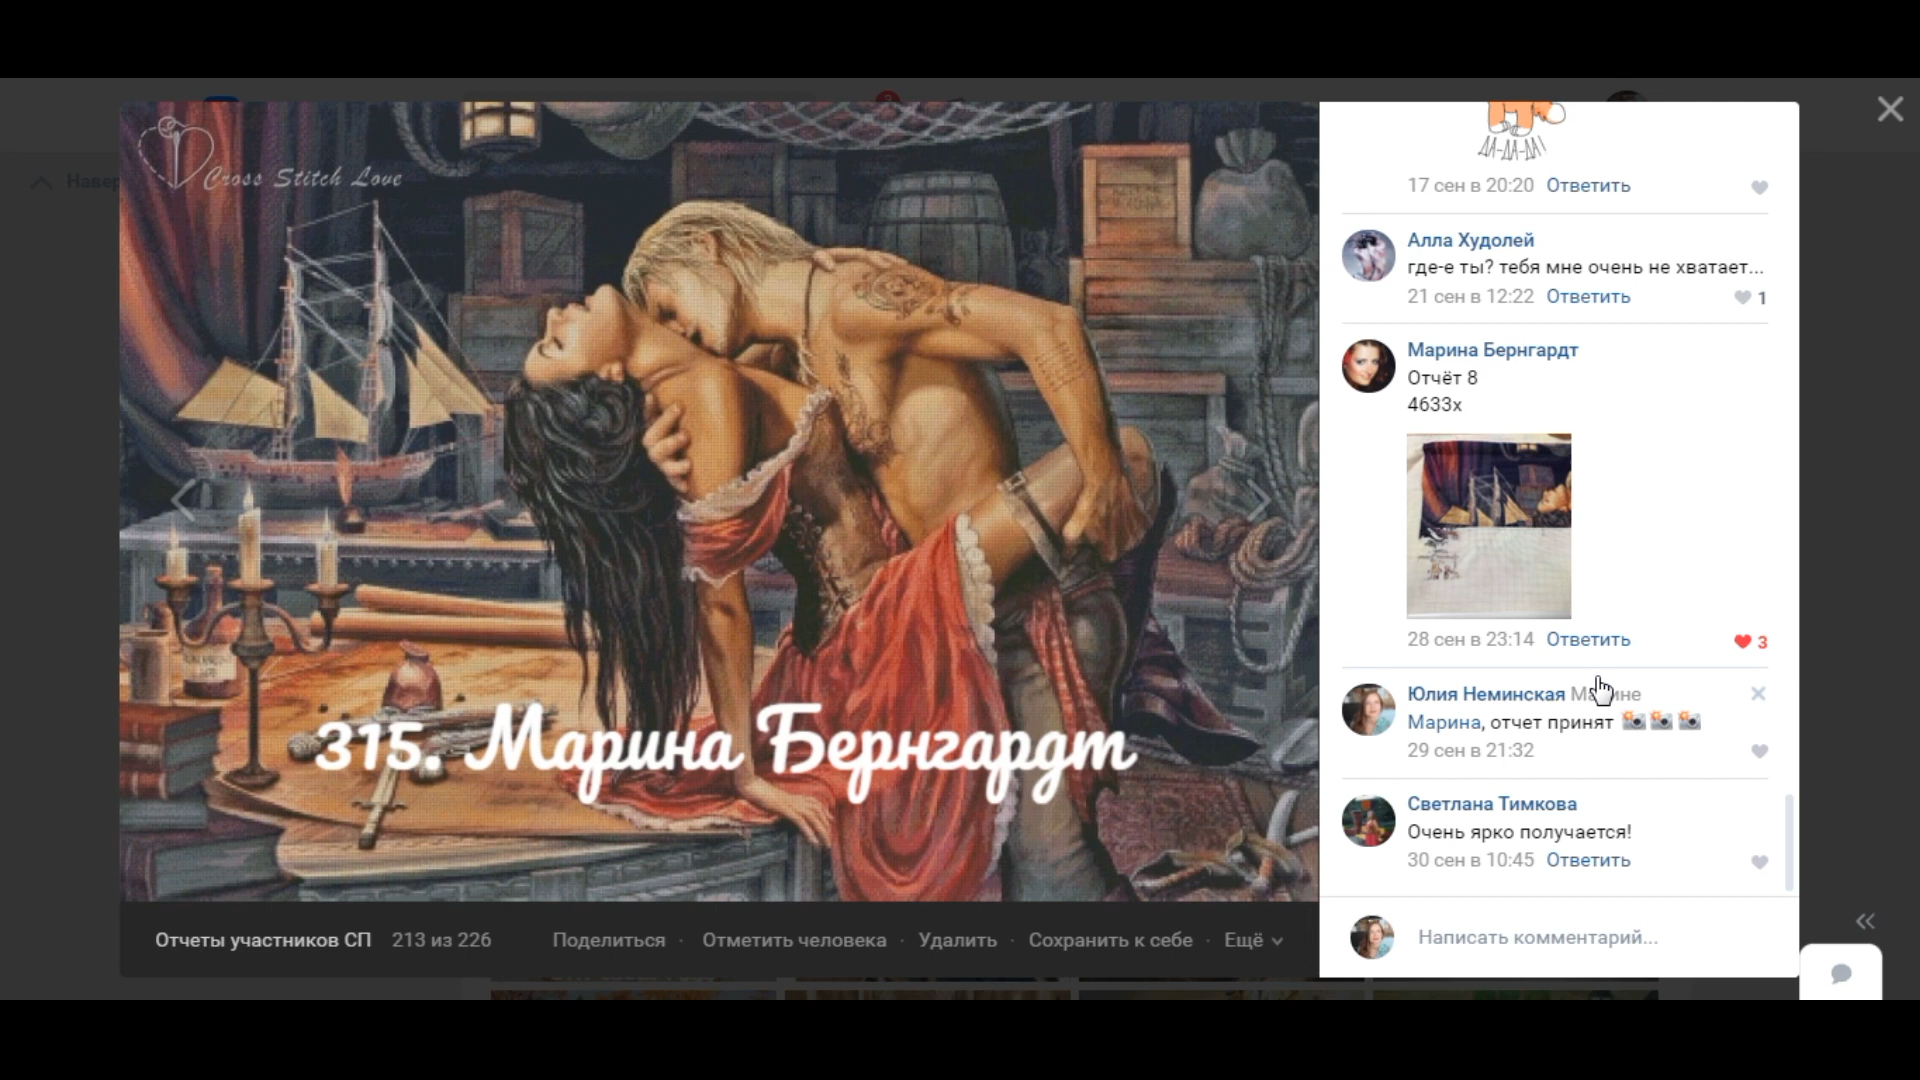 Cross Stitch Love
315. Марина Бернгардт
Отчеты участников СП 213 из 226 Поделиться · Отметить человека · Удалить · Сохранить к себе · Ещё
ДА-ДА-ДА!
17 сен в 20:20 Ответить
Алла Худолей
где-е ты? тебя мне очень не хватает...
21 сен в 12:22 Ответить 1
Марина Бернгардт
Отчёт 8
4633х
28 сен в 23:14 Ответить 3
Юлия Неминская
Марина, отчет принят
29 сен в 21:32
Светлана Тимкова
Очень ярко получается!
30 сен в 10:45 Ответить
Написать комментарий...